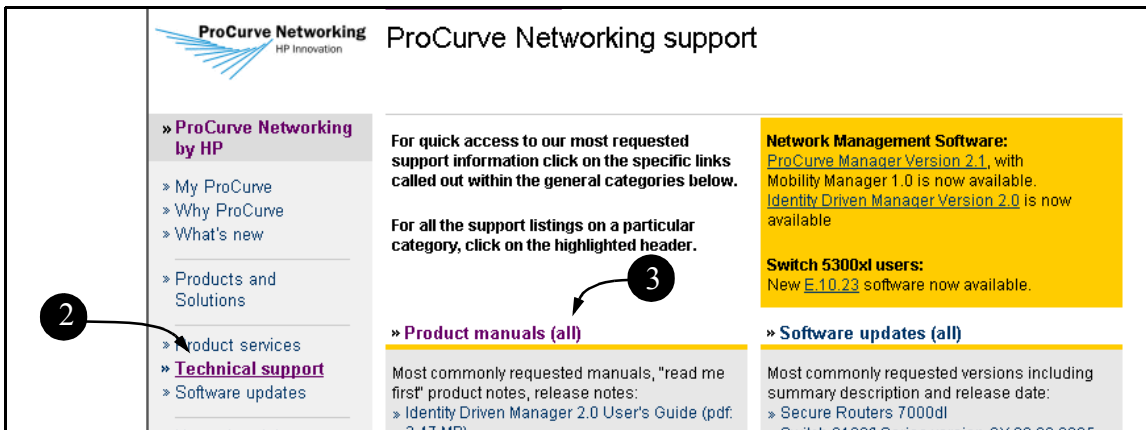 ProCurve Networking
HP Innovation
ProCurve Networking support
» ProCurve Networking
by HP
» My ProCurve
» Why ProCurve
» What's new
» Products and
Solutions
2
» Product services
» Technical support
» Software updates
For quick access to our most requested
support information click on the specific links
called out within the general categories below.
For all the support listings on a particular
category, click on the highlighted header.
3
» Product manuals (all)
Most commonly requested manuals, "read me
first" product notes, release notes:
» Identity Driven Manager 2.0 User's Guide (pdf:
Network Management Software:
ProCurve Manager Version 2.1, with
Mobility Manager 1.0 is now available.
Identity Driven Manager Version 2.0 is now
available
Switch 5300xl users:
New E.10.23 software now available.
» Software updates (all)
Most commonly requested versions including
summary description and release date:
» Secure Routers 7000dl